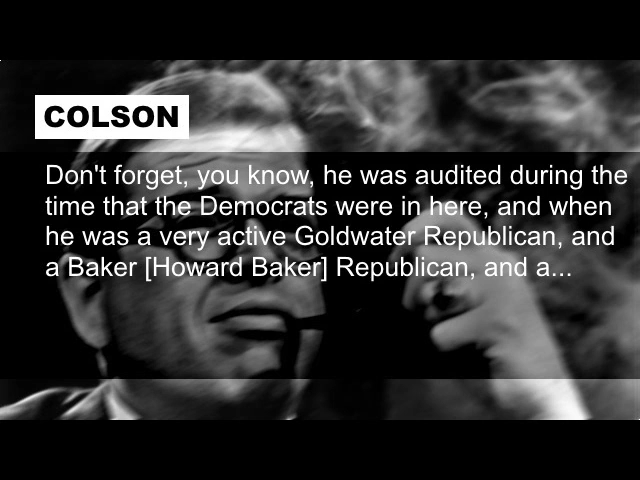 COLSON
Don't forget, you know, he was audited during the
time that the Democrats were in here, and when
he was a very active Goldwater Republican, and
a Baker [Howard Baker] Republican, and a...